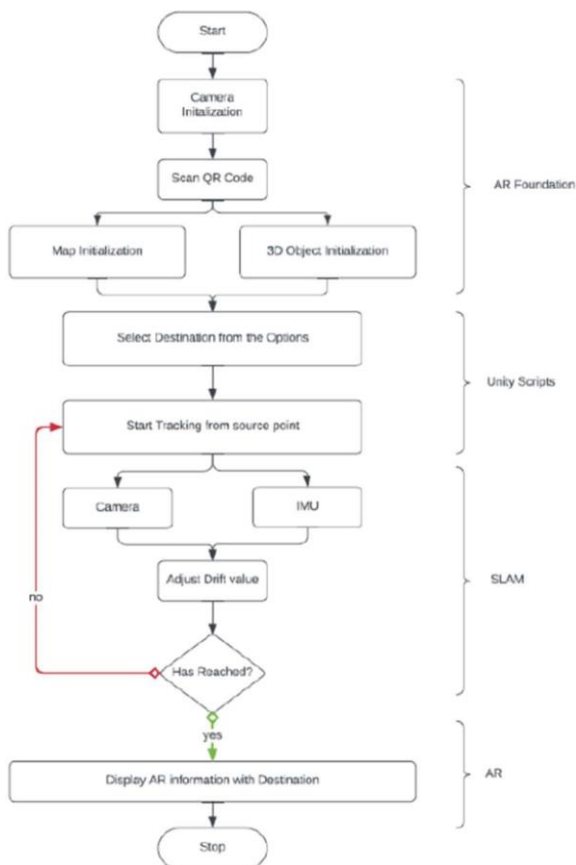 Start
Camera
Initalization
AR Foundation
Scan QR Code
Map Initialization
3D Object Initialization
Select Destination from the Options
Unity Scripts
Start Tracking from source point
Camera
IMU
SLAM
Adjust Drift value
no
Has Reached?
yes
Display AR information with Destination
AR
Stop